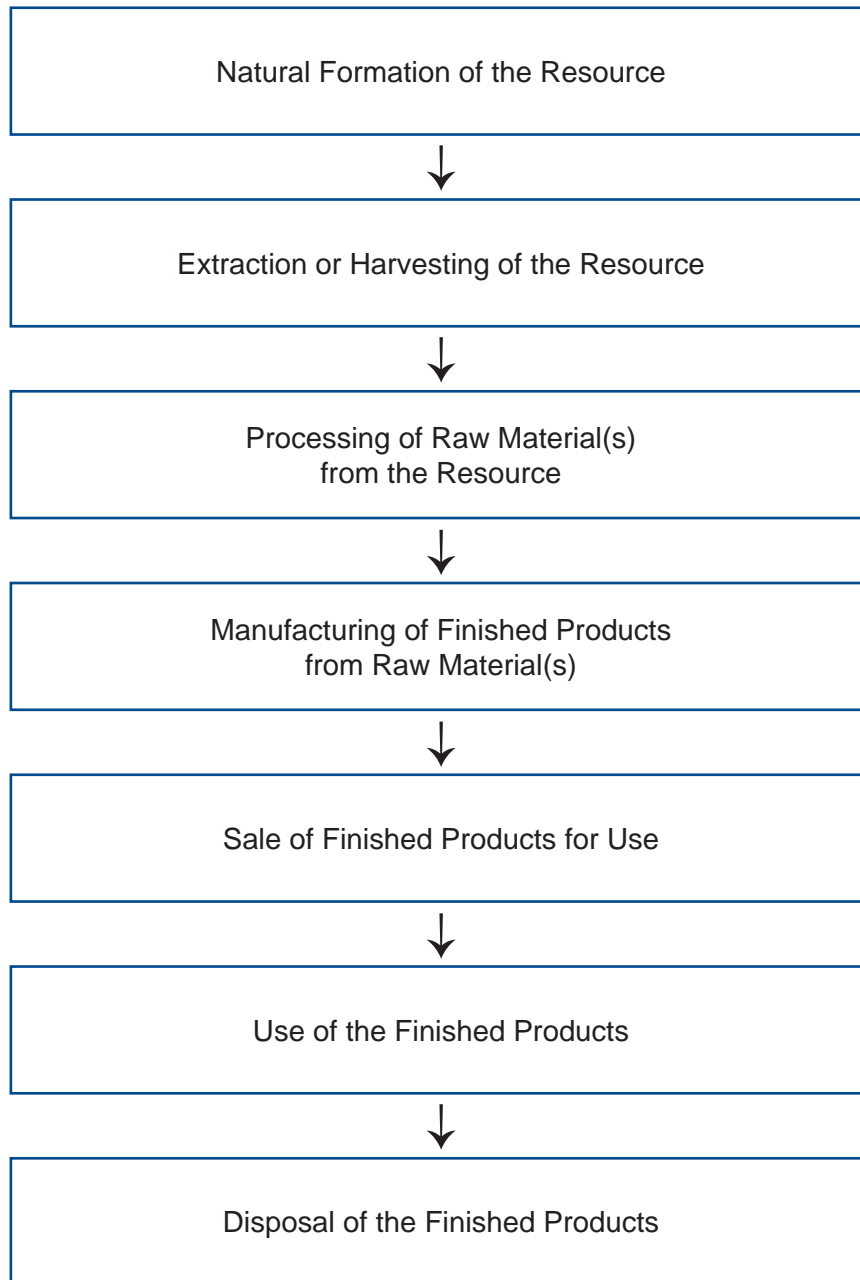 Natural Formation of the Resource
Extraction or Harvesting of the Resource
Processing of Raw Material(s)
from the Resource
Manufacturing of Finished Products
from Raw Material(s)
Sale of Finished Products for Use
Use of the Finished Products
Disposal of the Finished Products